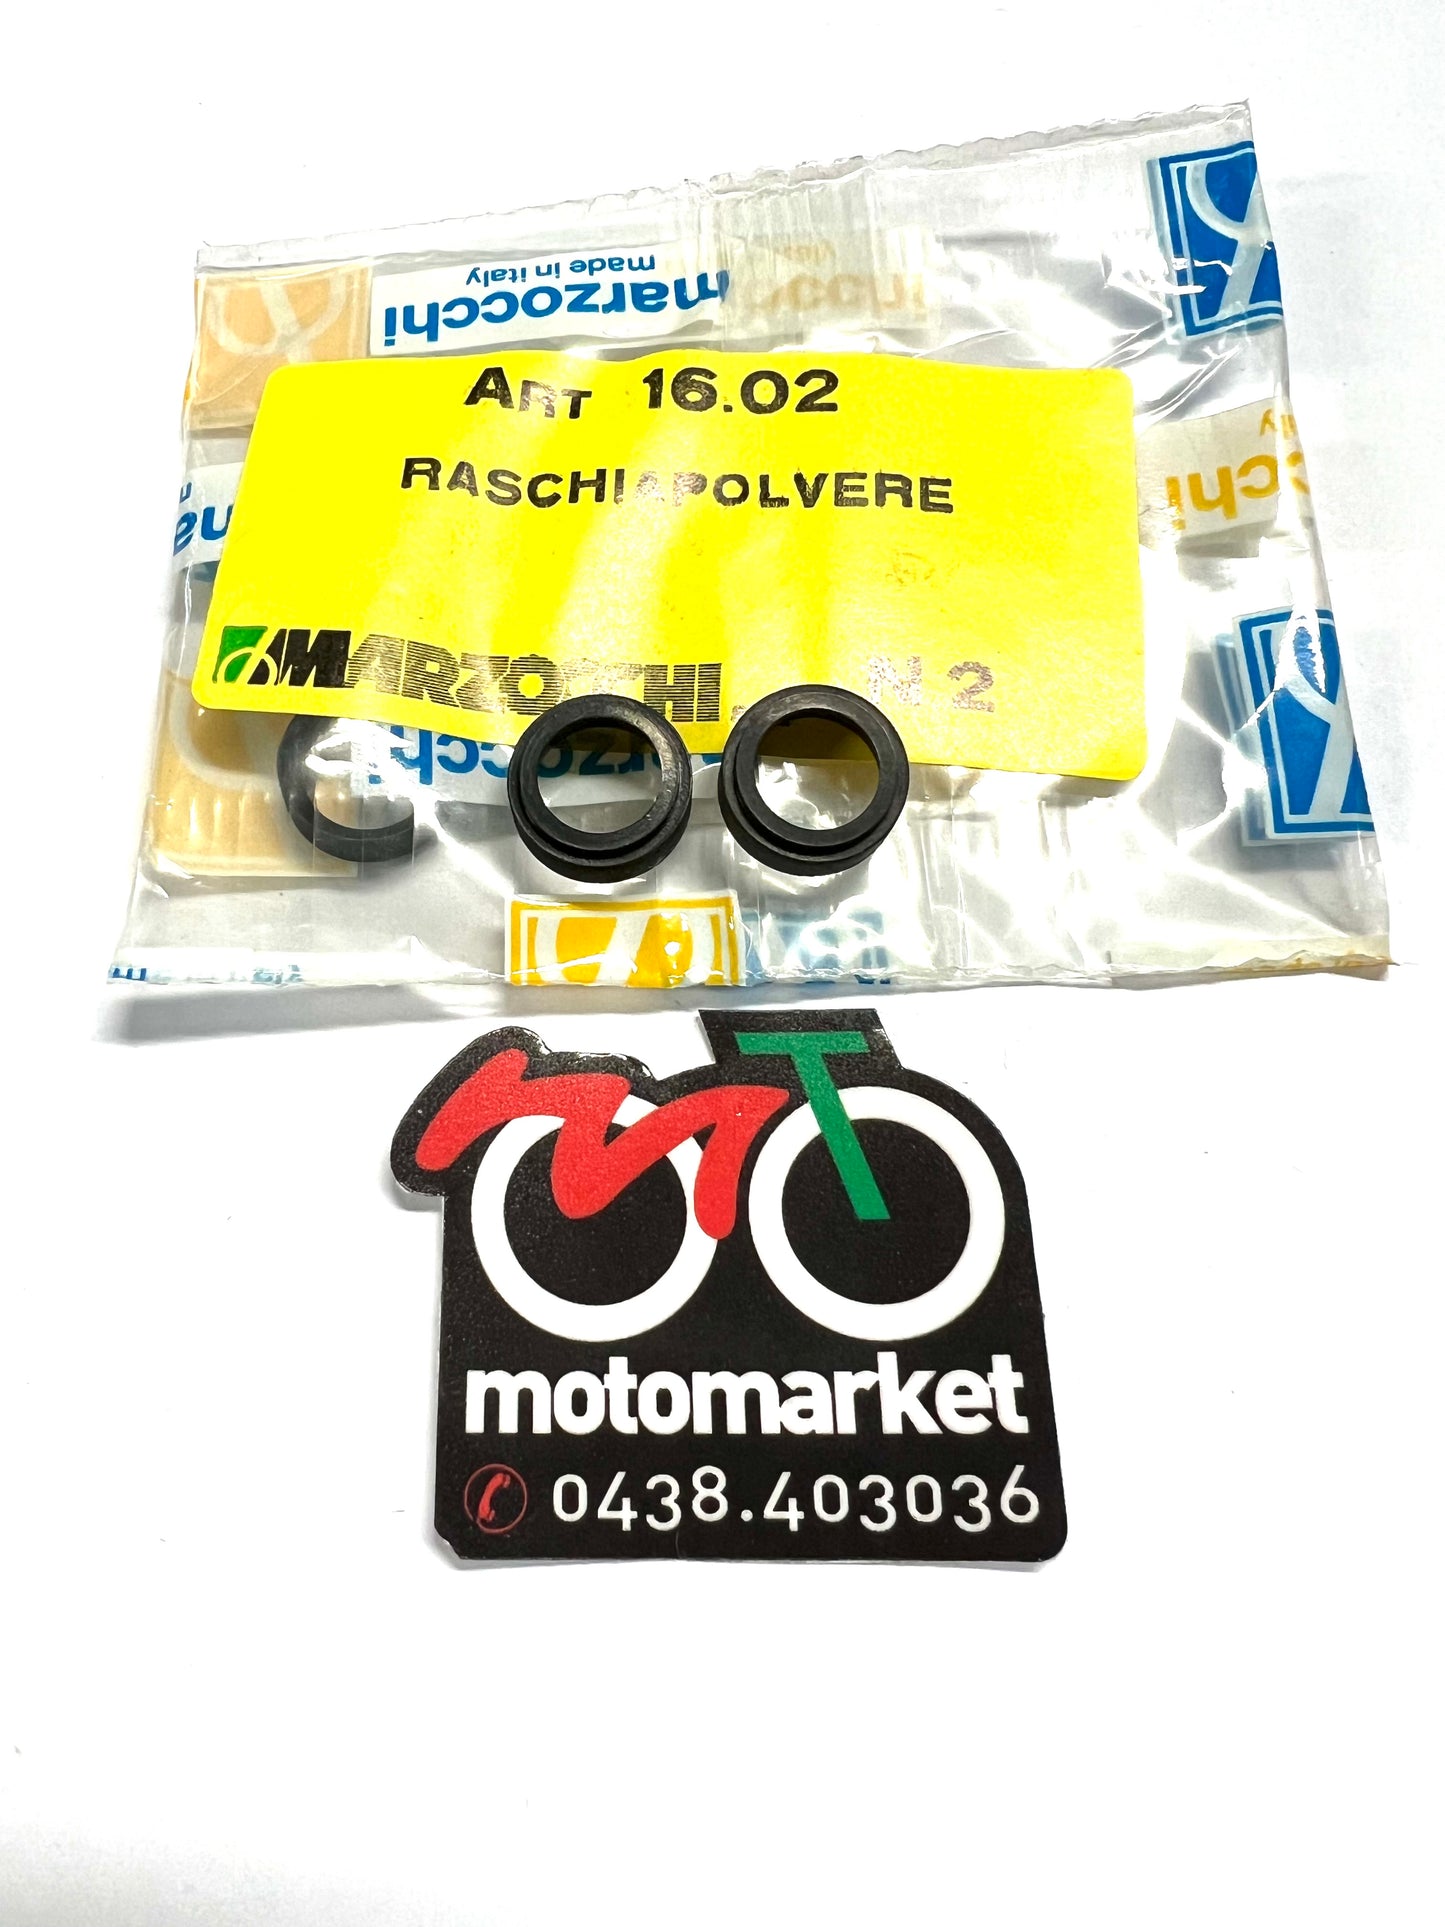 marzocchi
made in italy
ART 16.02
RASCHIAPOLVERE
MARZOCCHI
N.2
motomarket
0438.403036